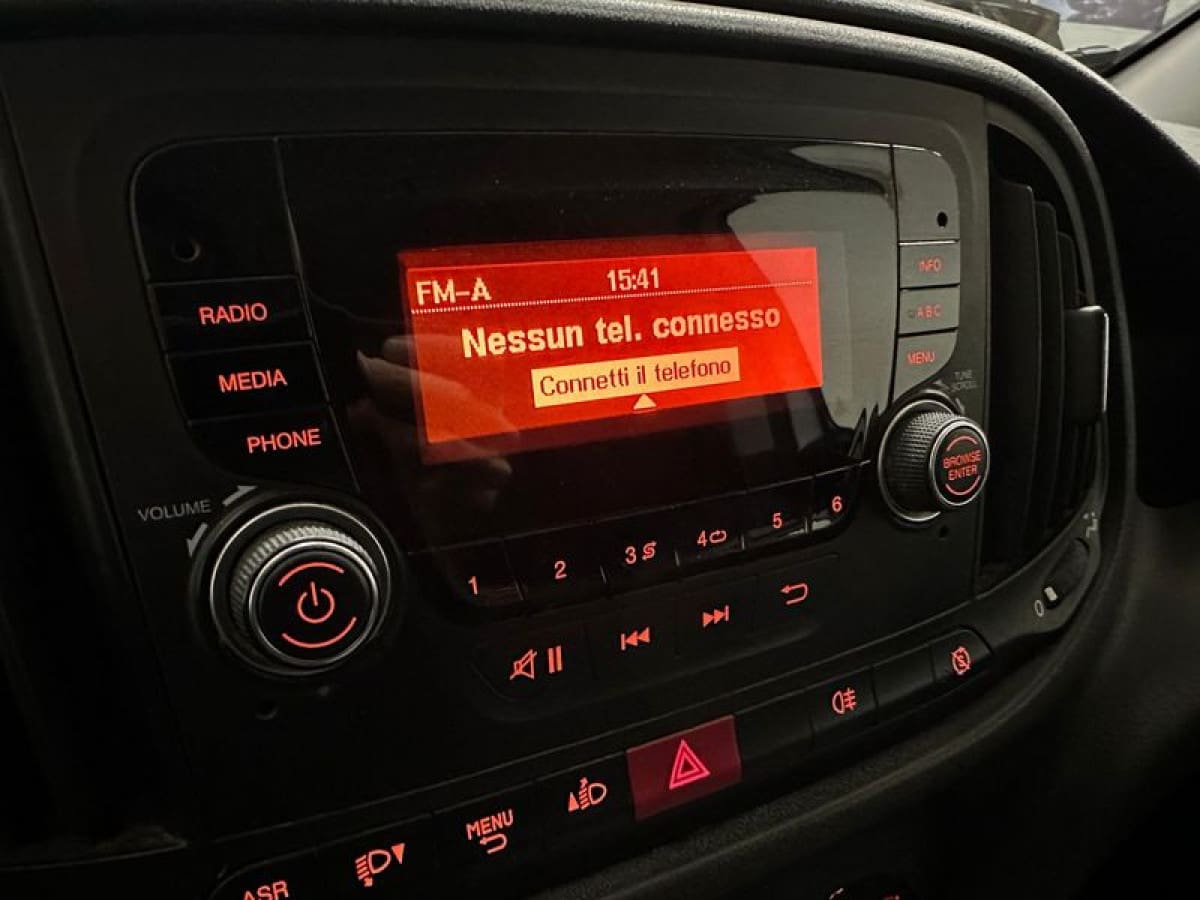 FM-A 15:41
Nessun tel. connesso
Connetti il telefono
RADIO
MEDIA
PHONE
VOLUME
INFO
ABC
MENU
TUNE
SCROLL
BROWSE
ENTER
1 2 3 4 5 6
0
MENU
ASR